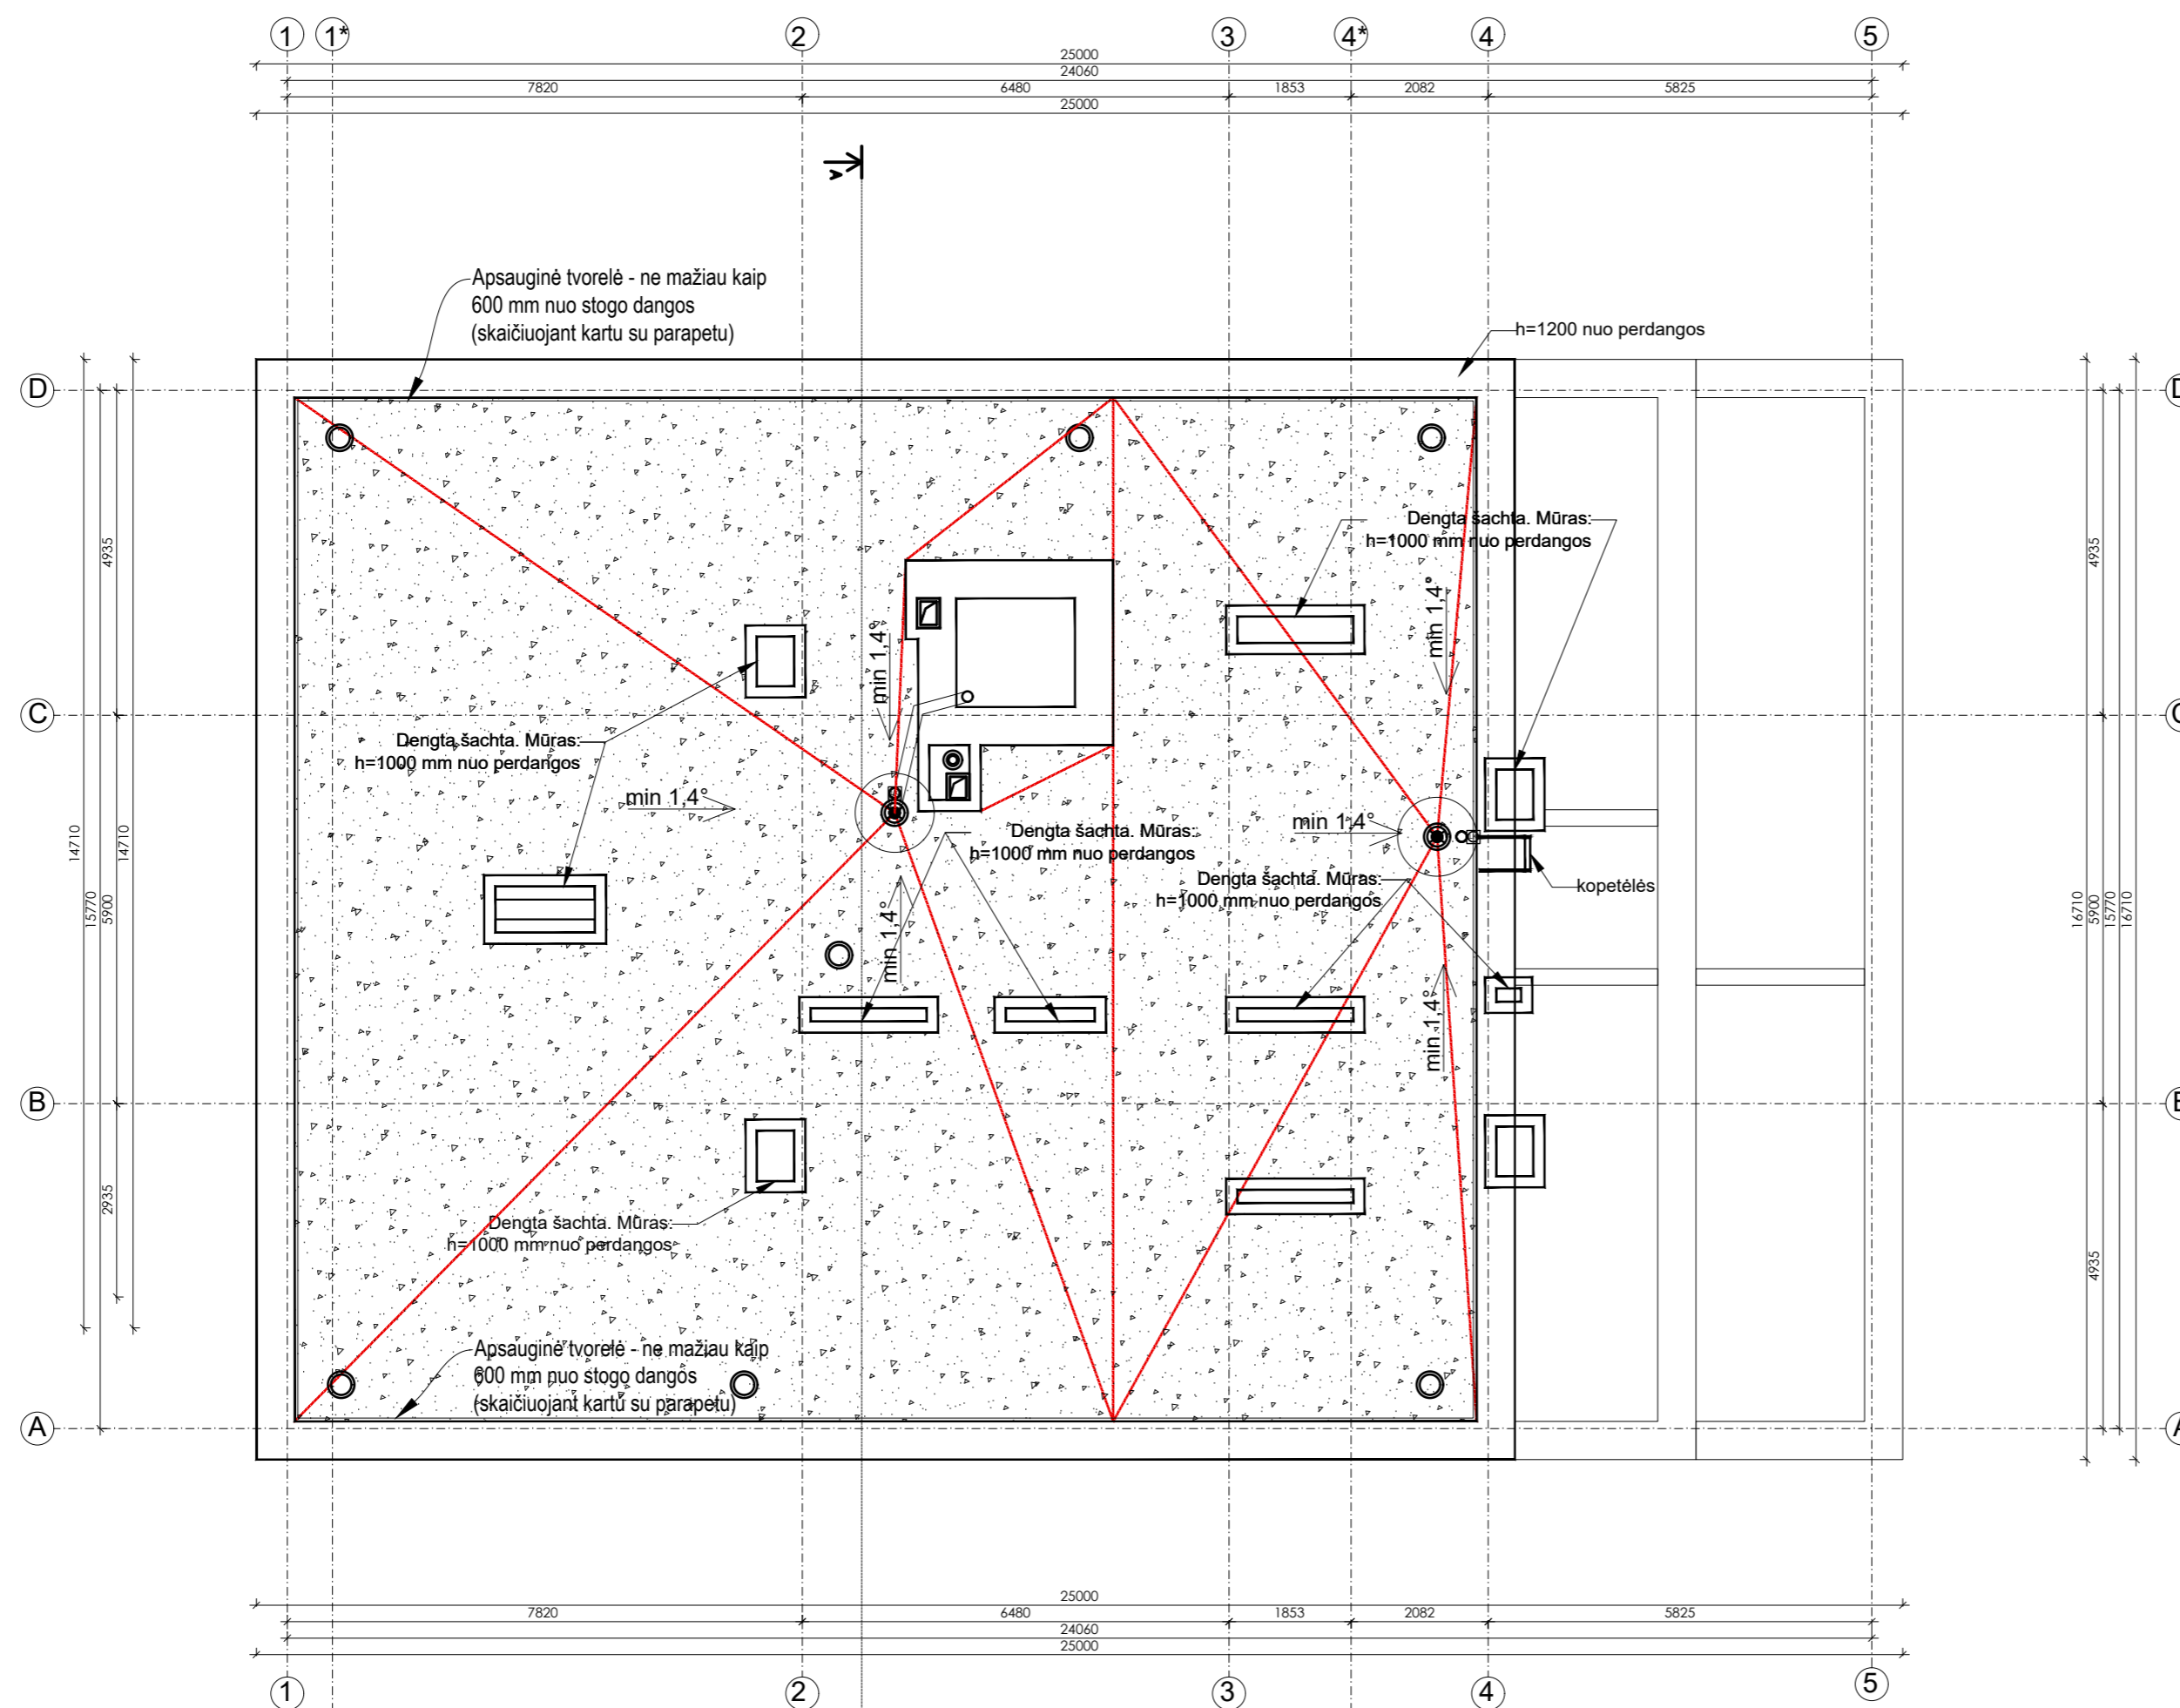 1
1*
2
3
4*
4
5
25000
24060
7820
6480
1853
2082
5825
25000
Apsauginė tvorelė - ne mažiau kaip
600 mm nuo stogo dangos
(skaičiuojant kartu su parapetu)
h=1200 nuo perdangos
D
D
Dengta šachta. Mūras:
h=1000 mm nuo perdangos
4935
4935
min 1,4°
min 1,4°
C
Dengta šachta. Mūras:
h=1000 mm nuo perdangos
min 1,4°
min 1,4°
Dengta šachta. Mūras:
h=1000 mm nuo perdangos
Dengta šachta. Mūras:
h=1000 mm nuo perdangos
kopetėlės
14710
15770
5900
14710
16710
5900
15770
16710
min 1,4°
min 1,4°
B
2935
4935
Dengta šachta. Mūras:
h=1000 mm nuo perdangos
Apsauginė tvorelė - ne mažiau kaip
600 mm nuo stogo dangos
(skaičiuojant kartu su parapetu)
A
25000
7820
6480
1853
2082
5825
24060
25000
1
2
3
4
5